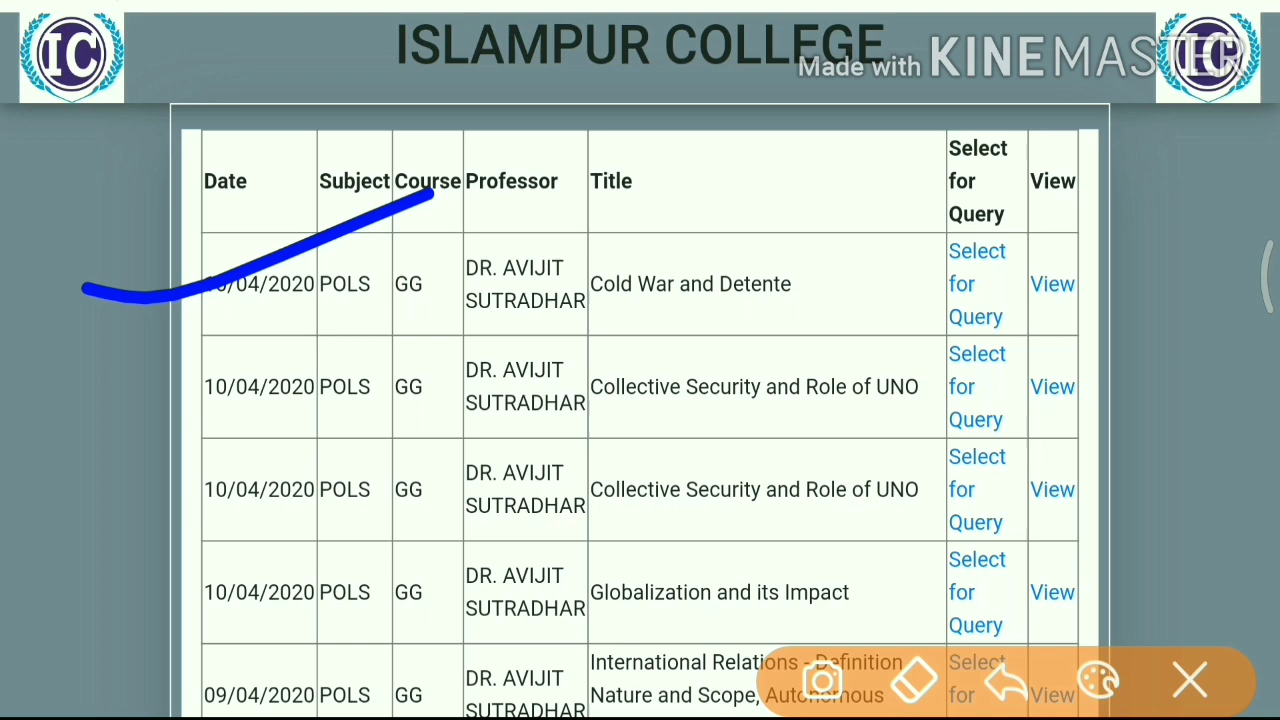 IC ISLAMPUR COLLEGE IC
Made with KINEMASTER
Date Subject Course Professor Title Select for Query View
/04/2020 POLS GG DR. AVIJIT SUTRADHAR Cold War and Detente Select for Query View
10/04/2020 POLS GG DR. AVIJIT SUTRADHAR Collective Security and Role of UNO Select for Query View
10/04/2020 POLS GG DR. AVIJIT SUTRADHAR Collective Security and Role of UNO Select for Query View
10/04/2020 POLS GG DR. AVIJIT SUTRADHAR Globalization and its Impact Select for Query View
09/04/2020 POLS GG DR. AVIJIT SUTRADHAR International Relations - Definition Nature and Scope, Autonomous Select for View